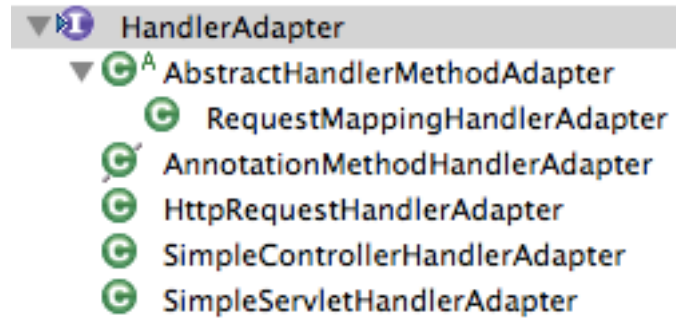 HandlerAdapter
AbstractHandlerMethodAdapter
RequestMappingHandlerAdapter
AnnotationMethodHandlerAdapter
HttpRequestHandlerAdapter
SimpleControllerHandlerAdapter
SimpleServletHandlerAdapter